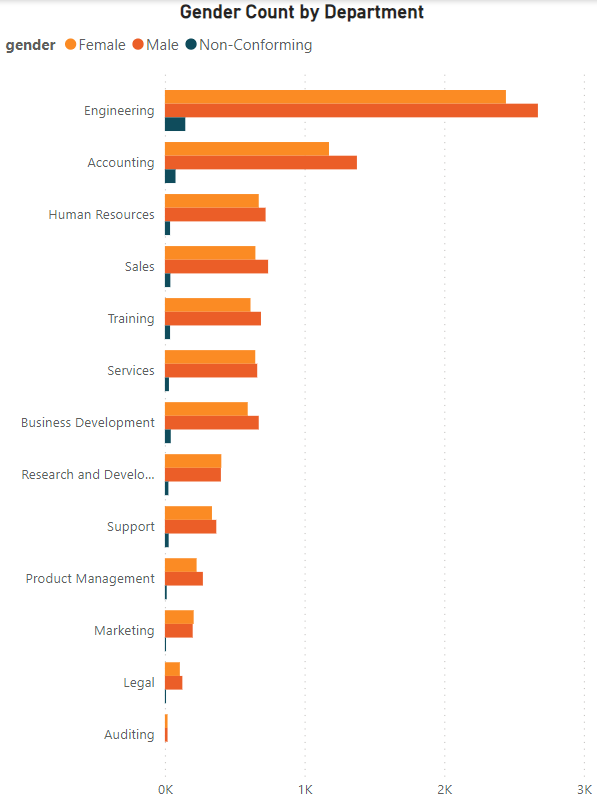 Gender Count by Department
gender Female Male Non-Conforming
Engineering
Accounting
Human Resources
Sales
Training
Services
Business Development
Research and Develo...
Support
Product Management
Marketing
Legal
Auditing
0K 1K 2K 3K